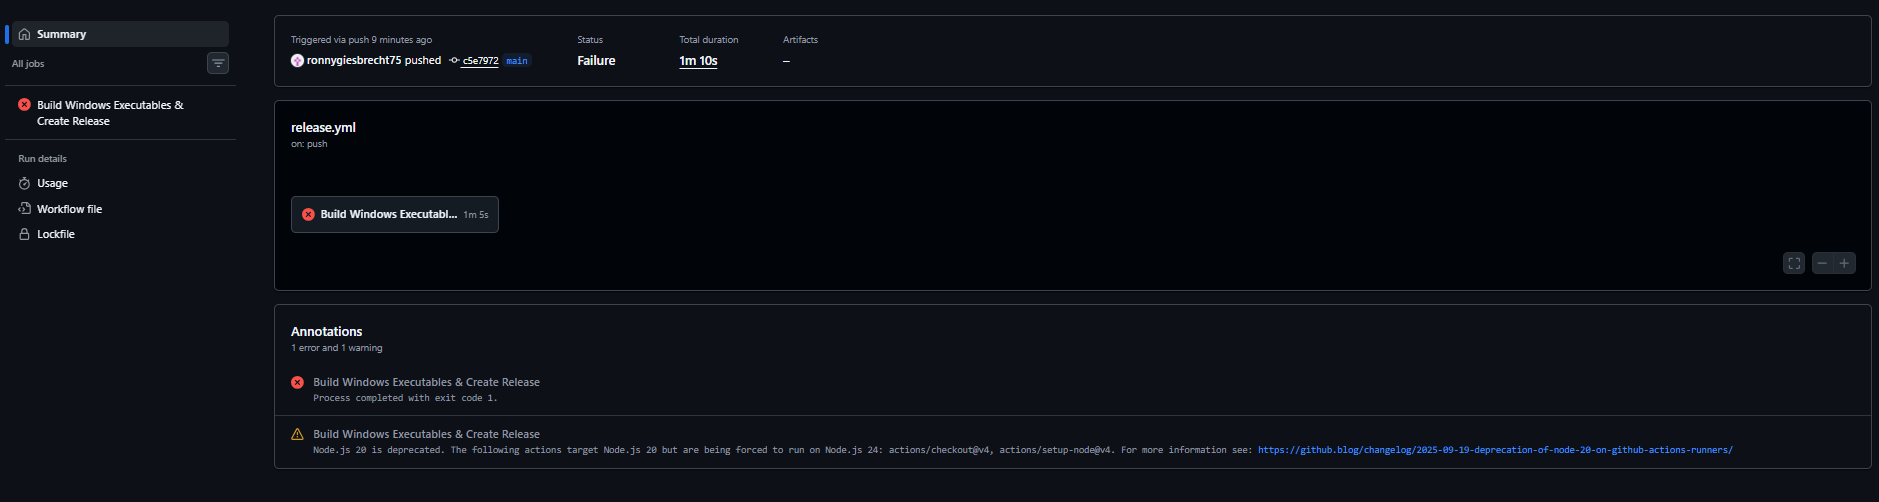 Summary
All jobs
Build Windows Executables &
Create Release
Run details
Usage
Workflow file
Lockfile
Triggered via push 9 minutes ago
ronnygiesbrecht75 pushed c5e7972 main
Status
Failure
Total duration
1m 10s
Artifacts
–
release.yml
on: push
Build Windows Executabl... 1m 5s
Annotations
1 error and 1 warning
Build Windows Executables & Create Release
Process completed with exit code 1.
Build Windows Executables & Create Release
Node.js 20 is deprecated. The following actions target Node.js 20 but are being forced to run on Node.js 24: actions/checkout@v4, actions/setup-node@v4. For more information see: https://github.blog/changelog/2025-09-19-deprecation-of-node-20-on-github-actions-runners/